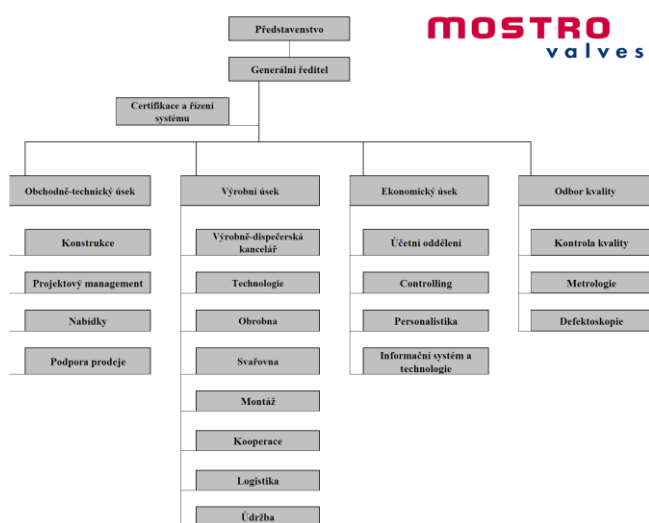 MOSTRO
valves
Představenstvo
Generální ředitel
Certifikace a řízení
systému
Obchodně-technický úsek
Výrobní úsek
Ekonomický úsek
Odbor kvality
Konstrukce
Projektový management
Nabídky
Podpora prodeje
Výrobně-dispečerská
kancelář
Technologie
Obrobna
Svařovna
Montáž
Kooperace
Logistika
Údržba
Účetní oddělení
Controlling
Personalistika
Informační systém a
technologie
Kontrola kvality
Metrologie
Defektoskopie